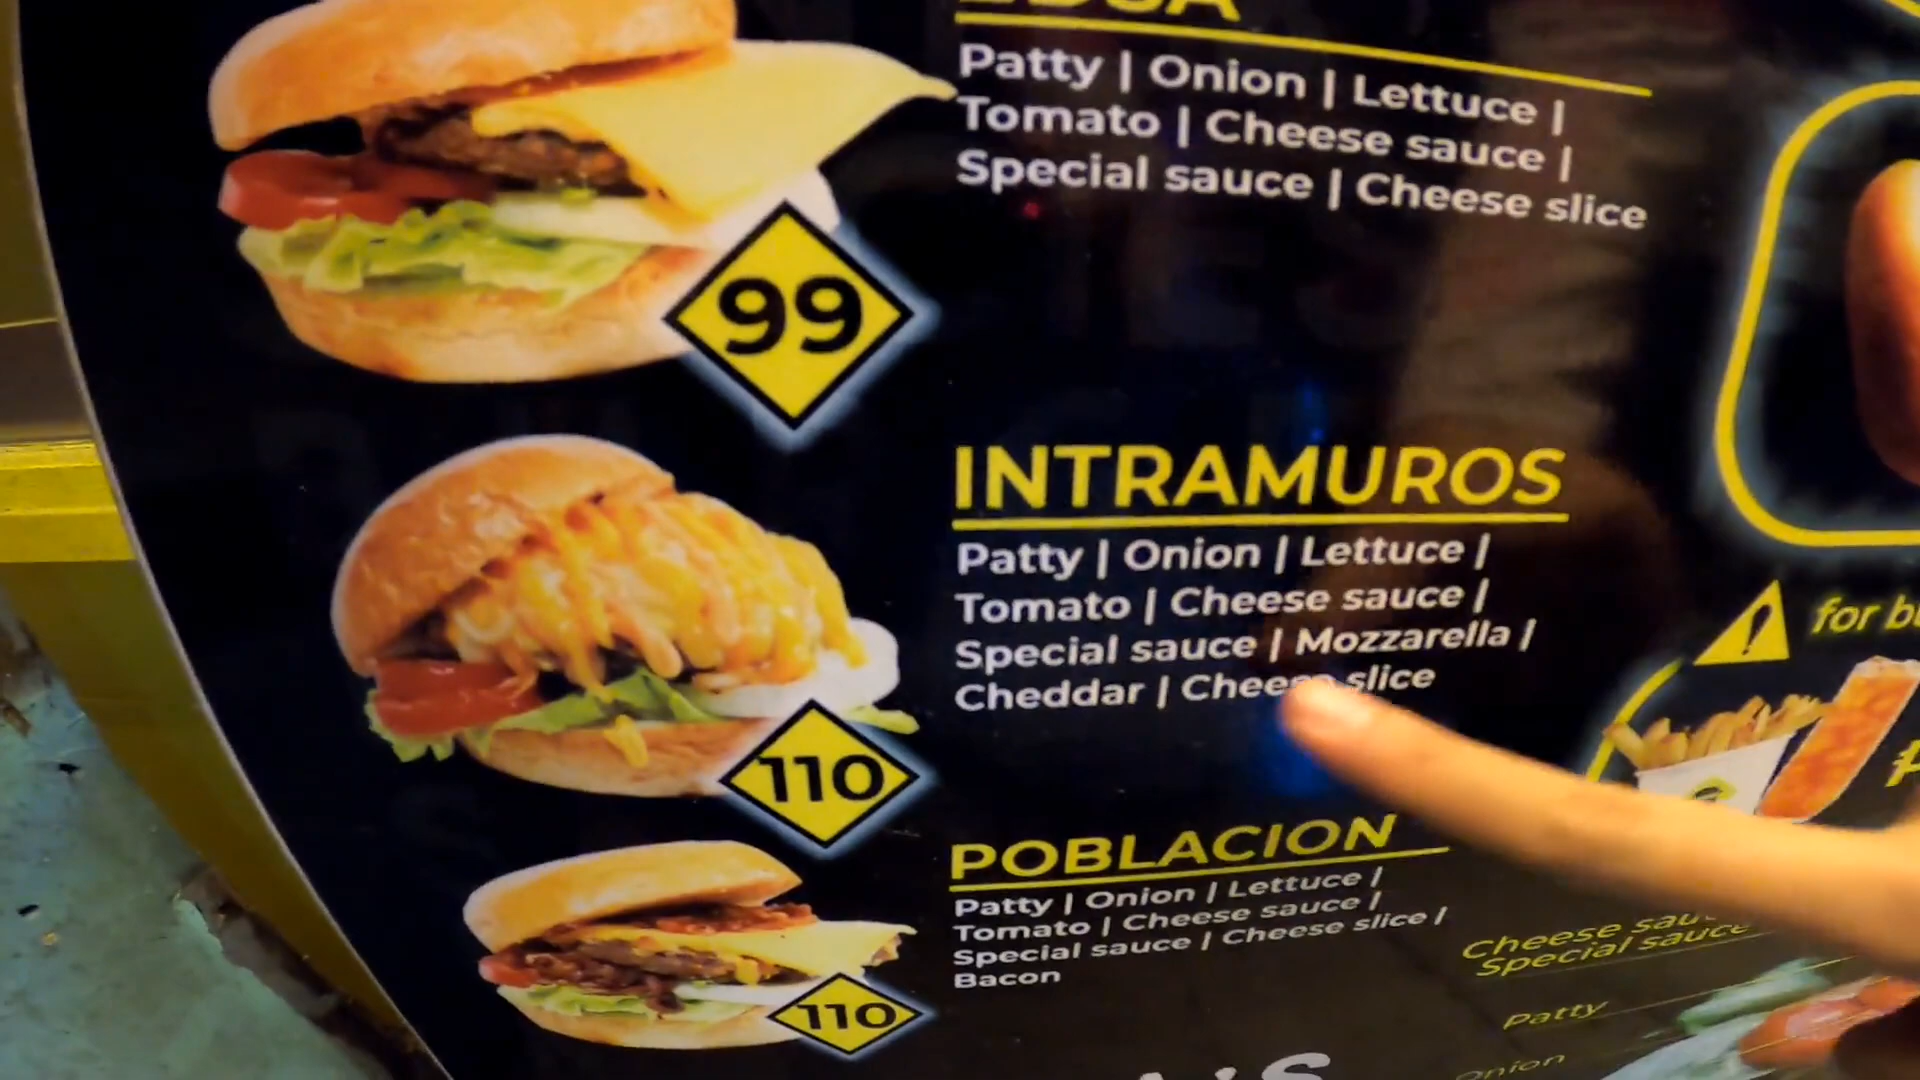 EDSA
Patty | Onion | Lettuce |
Tomato | Cheese sauce |
Special sauce | Cheese slice
99
INTRAMUROS
Patty | Onion | Lettuce |
Tomato | Cheese sauce |
Special sauce | Mozzarella |
Cheddar | Cheese slice
110
for
POBLACION
Patty | Onion | Lettuce |
Tomato | Cheese sauce |
Special sauce | Cheese slice |
Bacon
110
Cheese
Special sauce
Patty
Onion